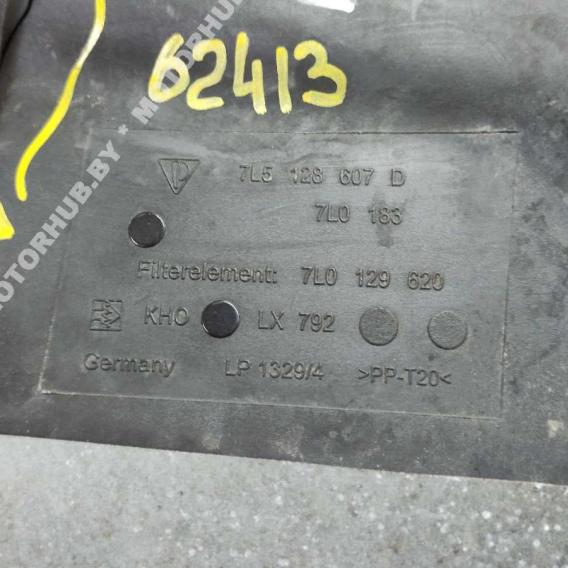 62413
7L5 128 607 D
7L0 183
Filterelement: 7L0 129 620
KHO LX 792
Germany LP 1329/4 >PP-T20<
MOTORHUB.BY * MOTORHUB